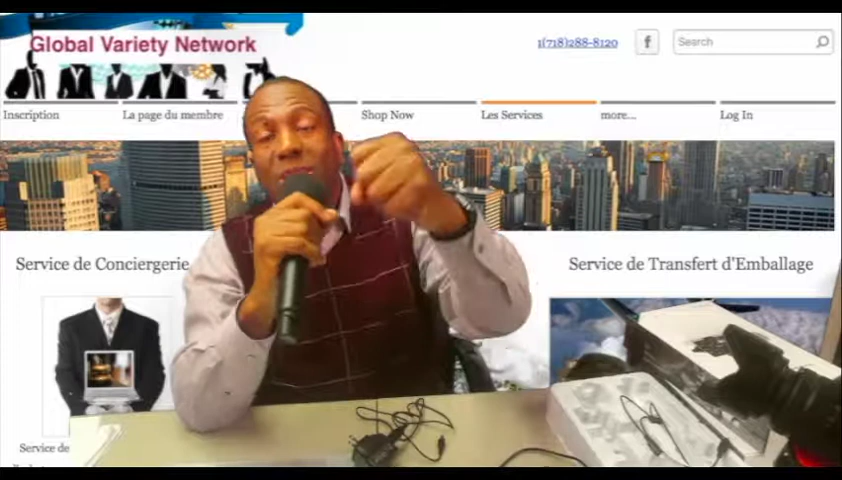 Global Variety Network
1(718)288-8120
f
Search
Inscription
La page du membre
Shop Now
Les Services
more...
Log In
Service de Conciergerie
Service de Transfert d'Emballage
Service de